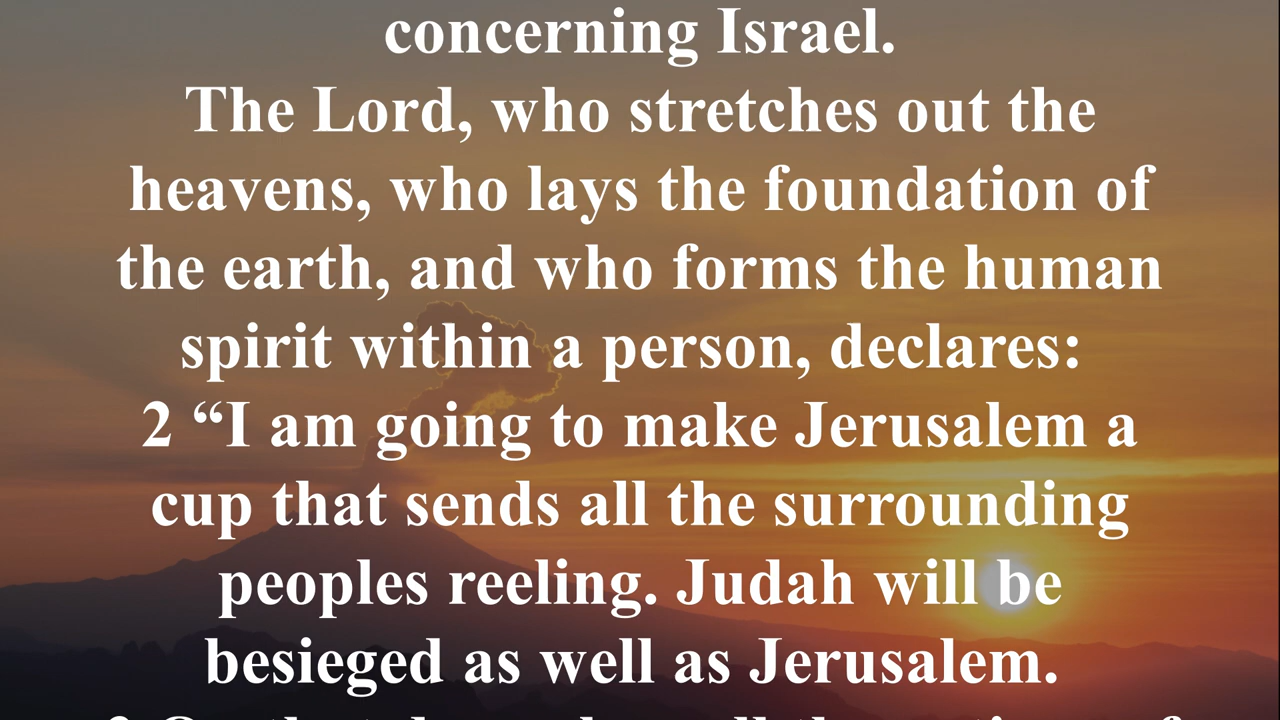 concerning Israel.
The Lord, who stretches out the
heavens, who lays the foundation of
the earth, and who forms the human
spirit within a person, declares:
2 “I am going to make Jerusalem a
cup that sends all the surrounding
peoples reeling. Judah will be
besieged as well as Jerusalem.